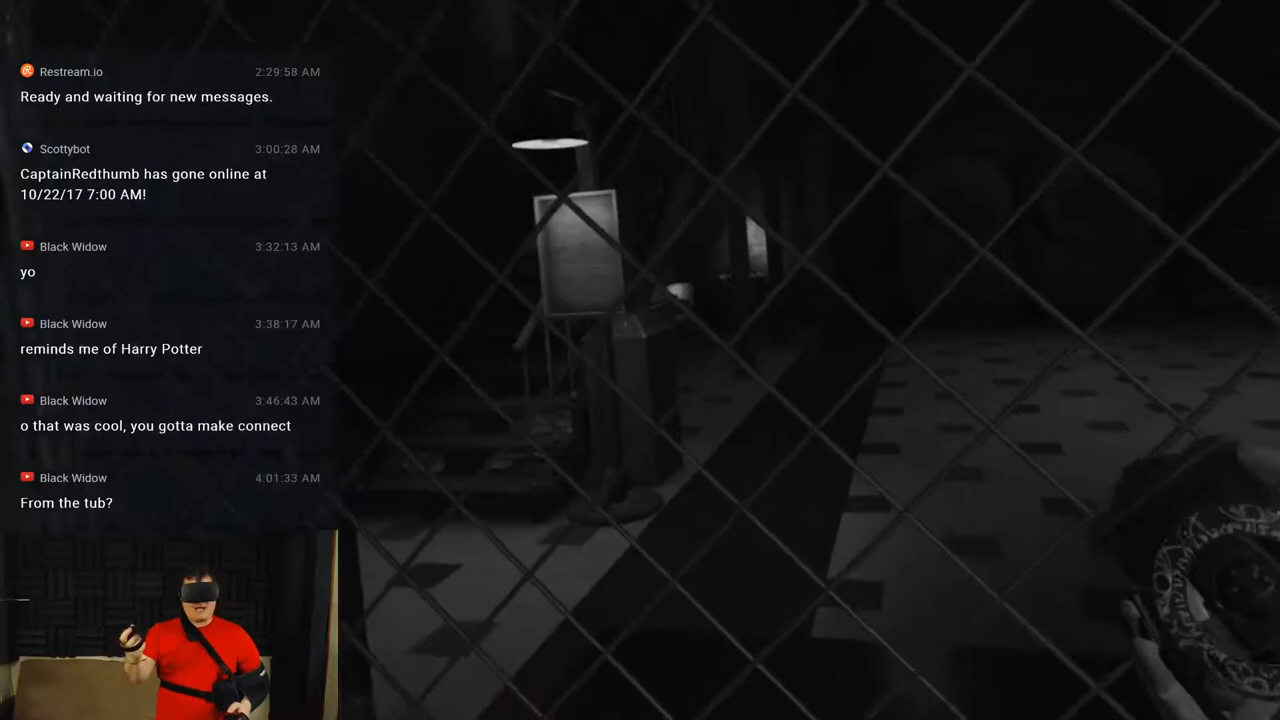 Restream.io 2:29:58 AM
Ready and waiting for new messages.
Scottybot 3:00:28 AM
CaptainRedthumb has gone online at
10/22/17 7:00 AM!
Black Widow 3:32:13 AM
yo
Black Widow 3:38:17 AM
reminds me of Harry Potter
Black Widow 3:46:43 AM
o that was cool, you gotta make connect
Black Widow 4:01:33 AM
From the tub?